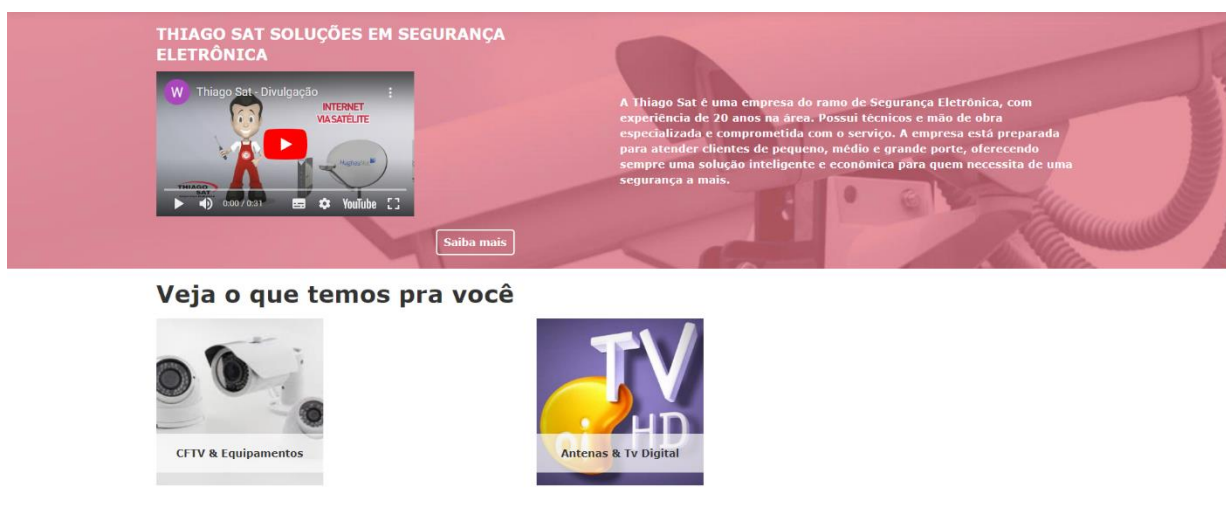 THIAGO SAT SOLUÇÕES EM SEGURANÇA
ELETRÔNICA
W
Thiago Sat - Divulgação
INTERNET
VIA SATÉLITE
HughesNet
THIAGO
SAT
0:00 / 0:31
YouTube
A Thiago Sat é uma empresa do ramo de Segurança Eletrônica, com
experiência de 20 anos na área. Possui técnicos e mão de obra
especializada e comprometida com o serviço. A empresa está preparada
para atender clientes de pequeno, médio e grande porte, oferecendo
sempre uma solução inteligente e econômica para quem necessita de uma
segurança a mais.
Saiba mais
Veja o que temos pra você
CFTV & Equipamentos
TV
oi
HD
Antenas & Tv Digital